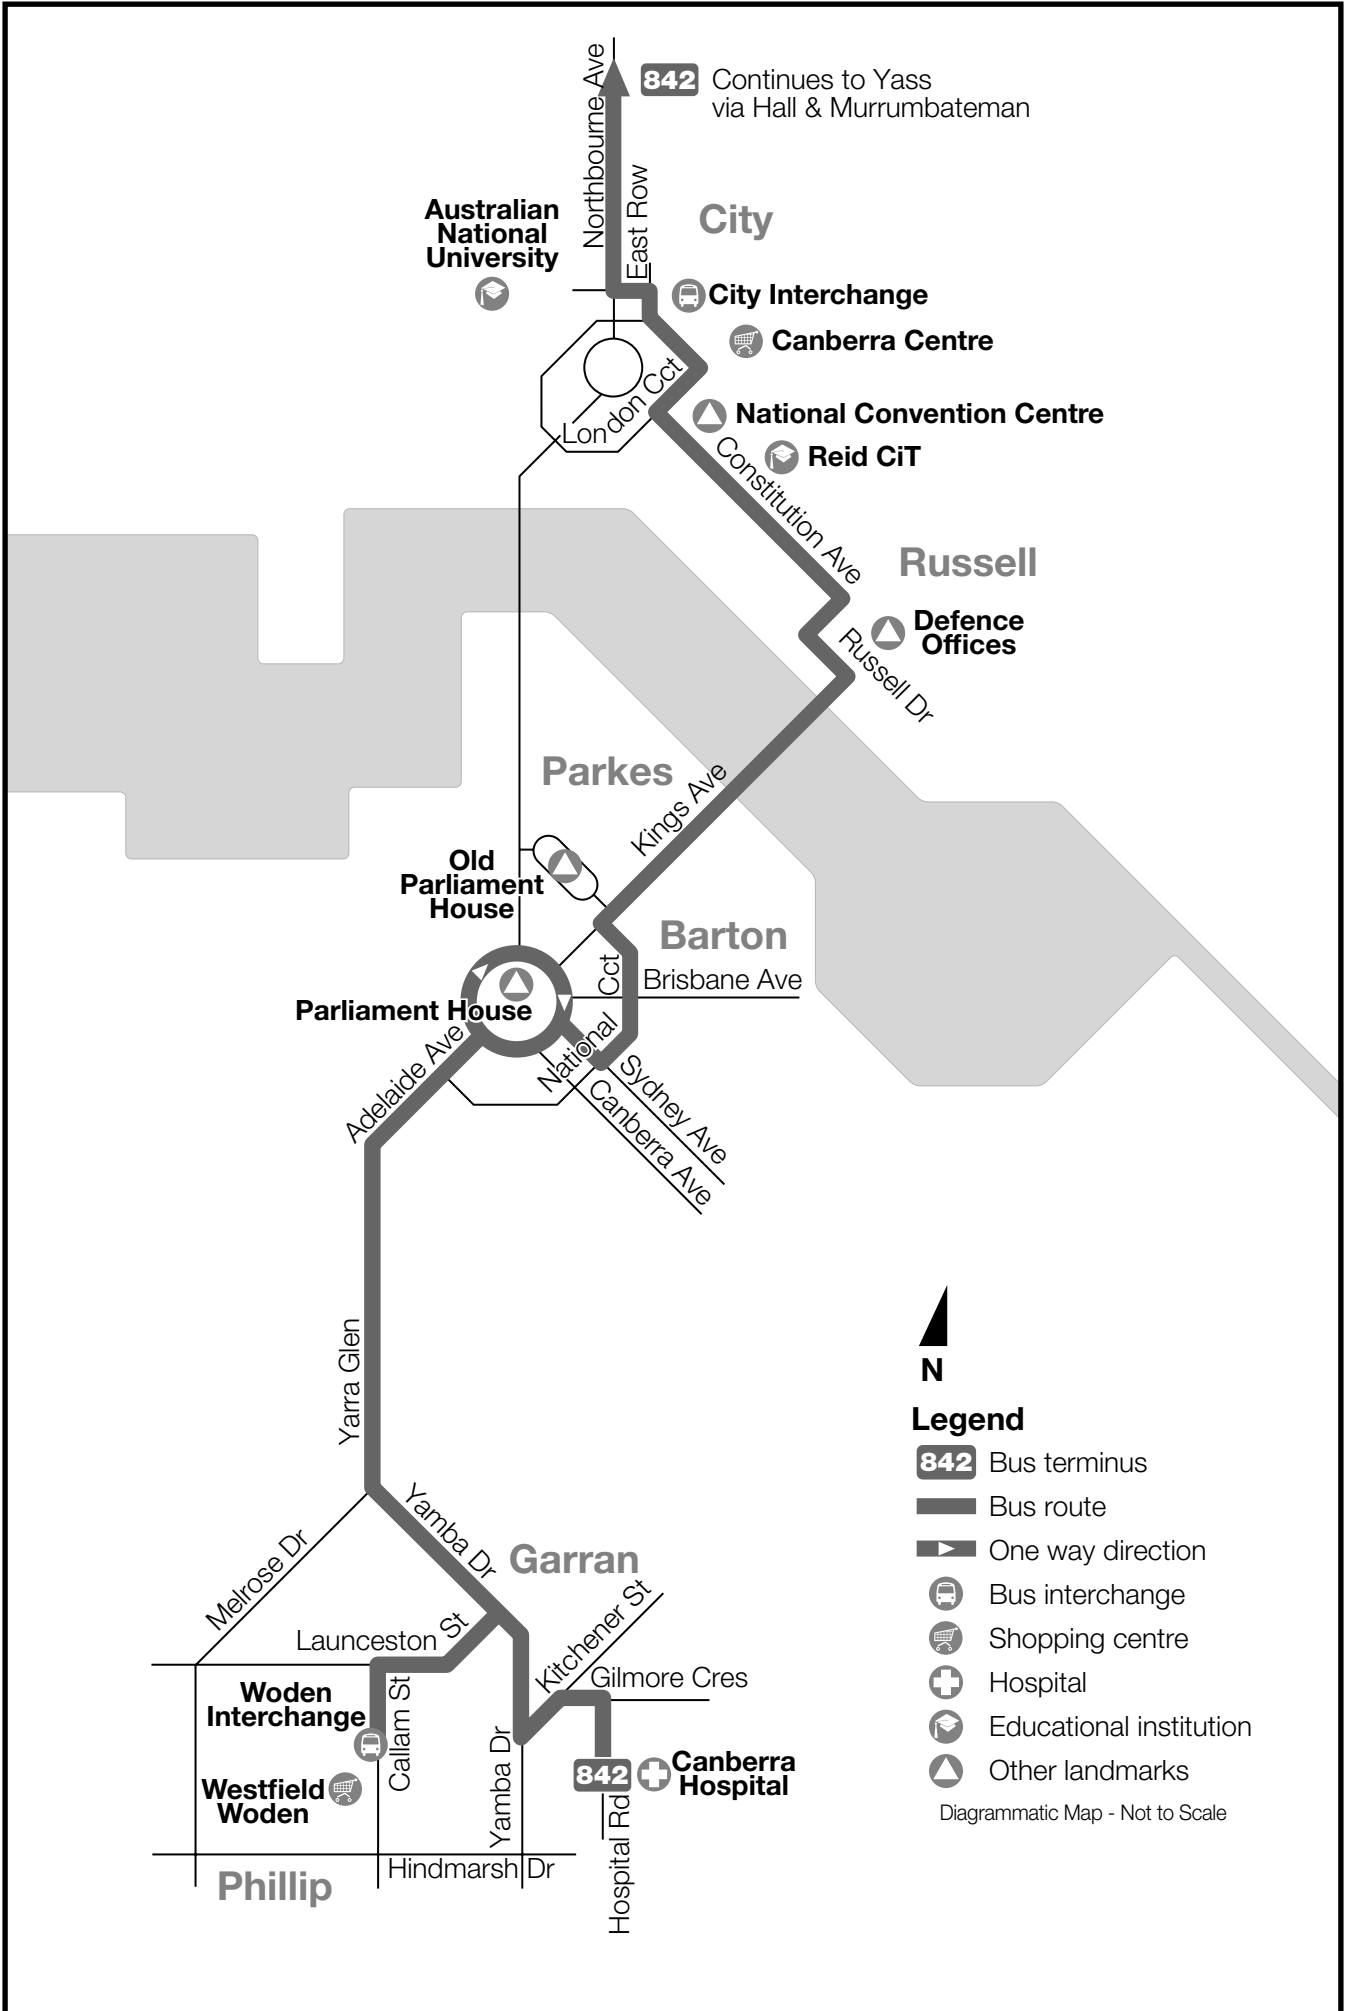 Northbourne Ave
842
Continues to Yass
via Hall & Murrumbateman
East Row
City
Australian
National
University
City Interchange
Canberra Centre
London Cct
National Convention Centre
Reid CiT
Constitution Ave
Russell
Defence
Offices
Russell Dr
Parkes
Kings Ave
Old
Parliament
House
Barton
Brisbane Ave
National Cct
Parliament House
Adelaide Ave
Sydney Ave
Canberra Ave
Yarra Glen
N
Legend
842 Bus terminus
Bus route
One way direction
Bus interchange
Shopping centre
Hospital
Educational institution
Other landmarks
Diagrammatic Map - Not to Scale
Yamba Dr
Garran
Melrose Dr
Launceston St
Kitchener St
Gilmore Cres
Woden
Interchange
Callam St
Yamba Dr
842
Canberra
Hospital
Westfield
Woden
Hospital Rd
Hindmarsh Dr
Phillip